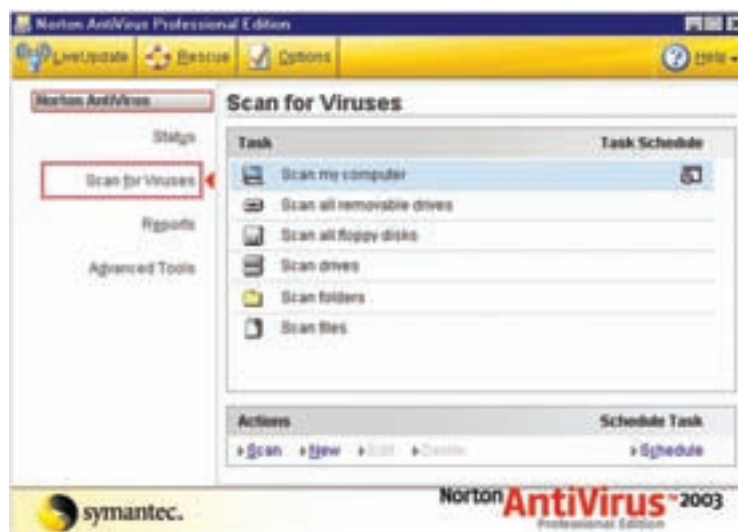 Norton AntiVirus Professional Edition
LiveUpdate Rescue Options Help
Norton AntiVirus
Status
Scan for Viruses
Reports
Advanced Tools
Scan for Viruses
Task Task Schedule
Scan my computer
Scan all removable drives
Scan all floppy disks
Scan drives
Scan folders
Scan files
Actions Schedule Task
Scan New Edit Delete Schedule
symantec.
Norton AntiVirus 2003
Professional Edition